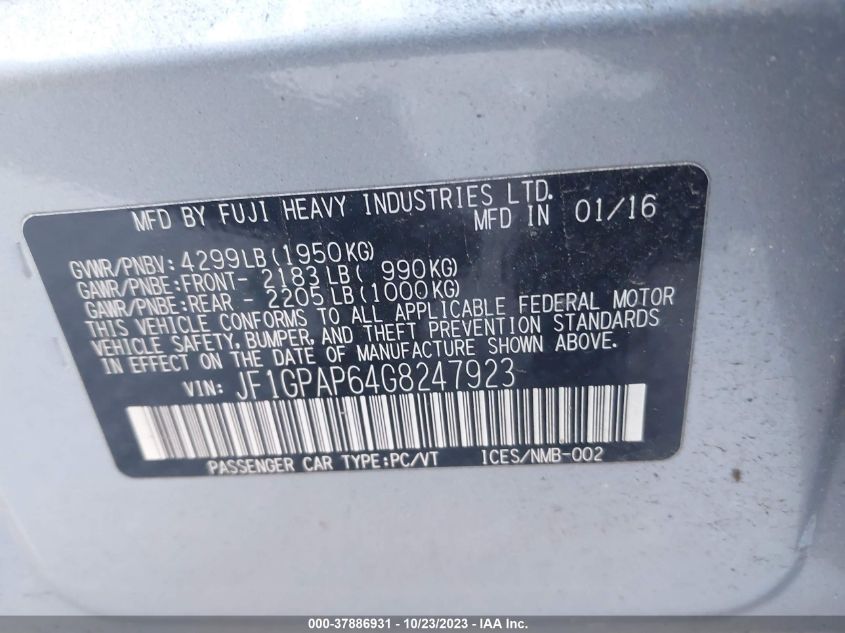 MFD BY FUJI HEAVY INDUSTRIES LTD.
MFD IN 01/16
GVWR/PNBV: 4299LB(1950KG)
GAWR/PNBE:FRONT- 2183LB( 990KG)
GAWR/PNBE:REAR - 2205LB(1000KG)
THIS VEHICLE CONFORMS TO ALL APPLICABLE FEDERAL MOTOR
VEHICLE SAFETY, BUMPER, AND THEFT PREVENTION STANDARDS
IN EFFECT ON THE DATE OF MANUFACTURE SHOWN ABOVE.
VIN: JF1GPAP64G8247923
PASSENGER CAR TYPE:PC/VT ICES/NMB-002
000-37886931 - 10/23/2023 - IAA Inc.